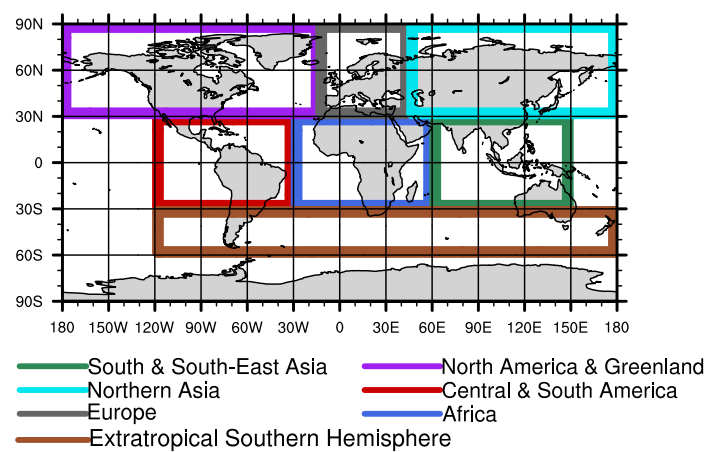 90N
60N
30N
0
30S
60S
90S
180 150W 120W 90W 60W 30W 0 30E 60E 90E 120E 150E 180
South & South-East Asia North America & Greenland
Northern Asia Central & South America
Europe Africa
Extratropical Southern Hemisphere